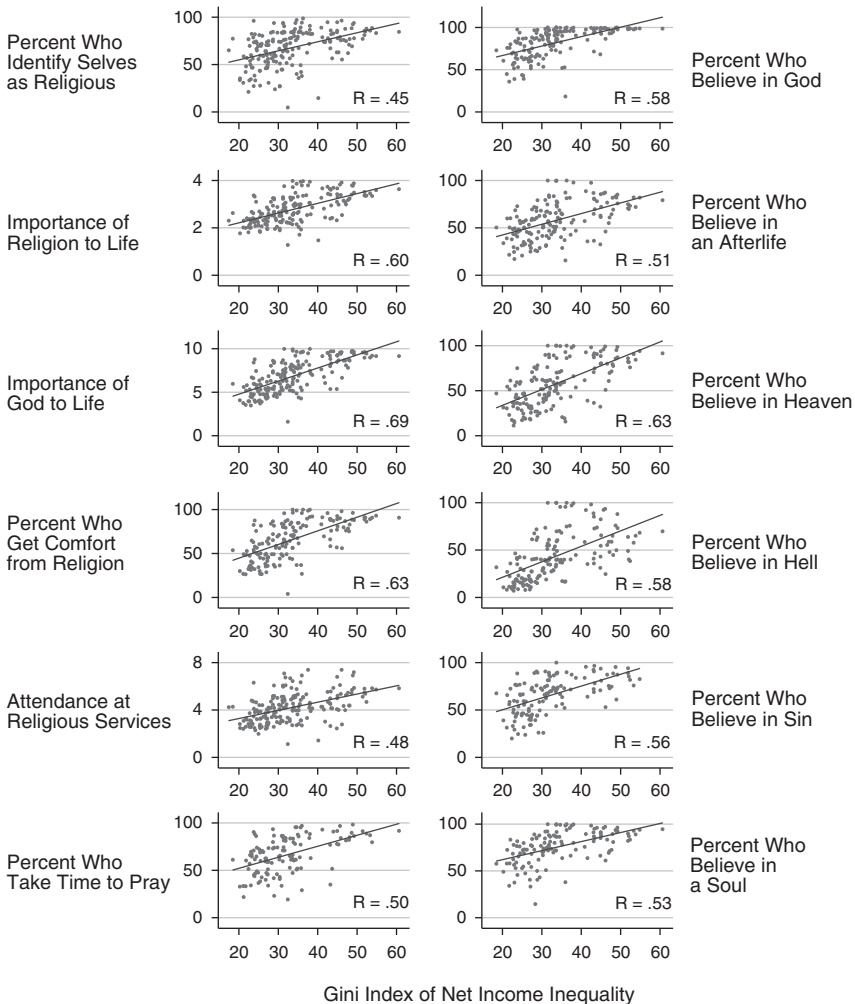 Percent Who
Identify Selves
as Religious
100
50
0
R = .45
20 30 40 50 60
100
50
0
R = .58
20 30 40 50 60
Percent Who
Believe in God
Importance of
Religion to Life
4
2
0
R = .60
20 30 40 50 60
100
50
0
R = .51
20 30 40 50 60
Percent Who
Believe in
an Afterlife
Importance of
God to Life
10
5
0
R = .69
20 30 40 50 60
100
50
0
R = .63
20 30 40 50 60
Percent Who
Believe in Heaven
Percent Who
Get Comfort
from Religion
100
50
0
R = .63
20 30 40 50 60
100
50
0
R = .58
20 30 40 50 60
Percent Who
Believe in Hell
Attendance at
Religious Services
8
4
0
R = .48
20 30 40 50 60
100
50
0
R = .56
20 30 40 50 60
Percent Who
Believe in Sin
Percent Who
Take Time to Pray
100
50
0
R = .50
20 30 40 50 60
100
50
0
R = .53
20 30 40 50 60
Percent Who
Believe in
a Soul
Gini Index of Net Income Inequality